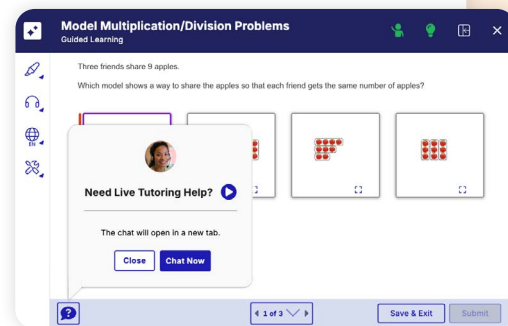 Model Multiplication/Division Problems
Guided Learning
Three friends share 9 apples.
Which model shows a way to share the apples so that each friend gets the same number of apples?
EN
Need Live Tutoring Help?
The chat will open in a new tab.
Close Chat Now
? 1 of 3 Save & Exit Submit